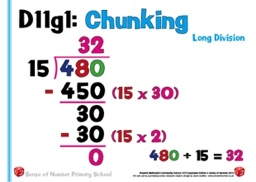 D11g1: Chunking
Long Division
32
15 480
- 450 (15 x 30)
30
- 30 (15 x 2)
0
480 ÷ 15 = 32
Sense of Number Primary School